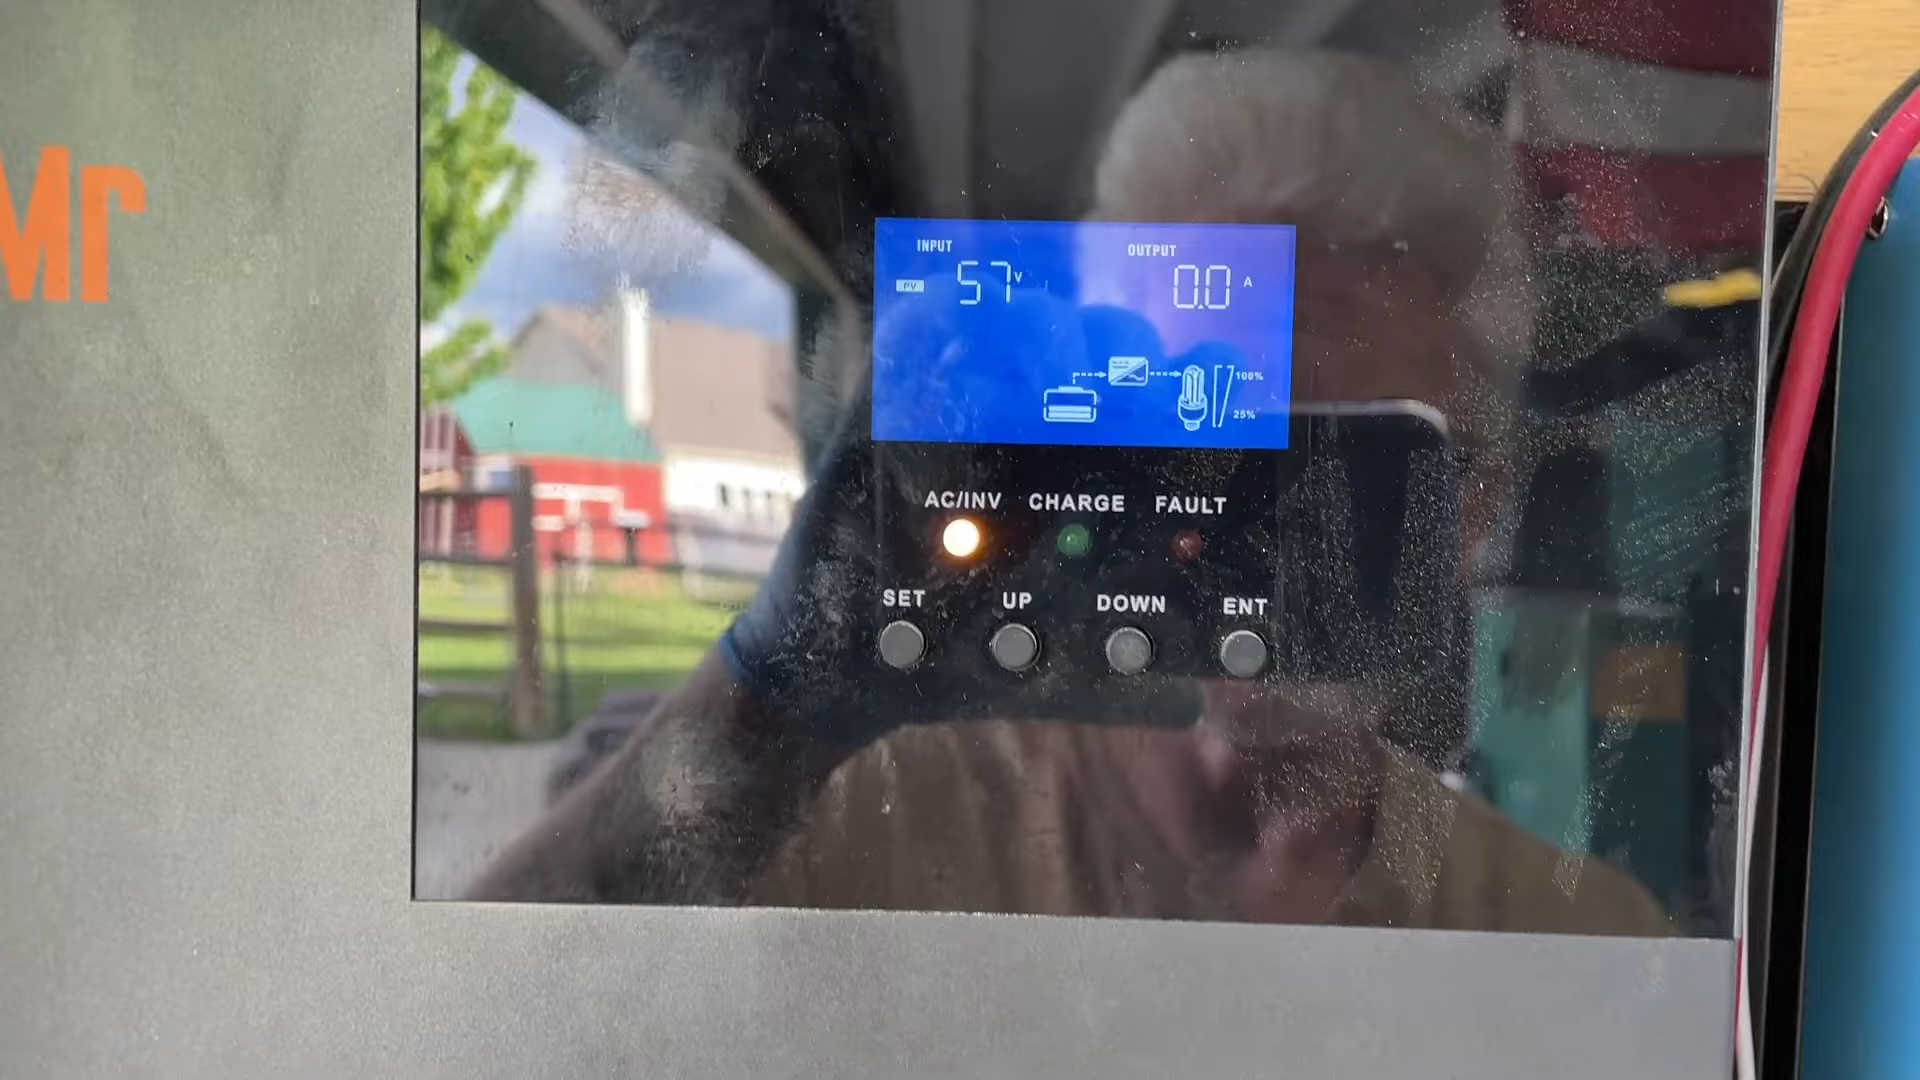 Mr
INPUT OUTPUT
PV 57 V 0.0 A
100%
25%
AC/INV CHARGE FAULT
SET UP DOWN ENT